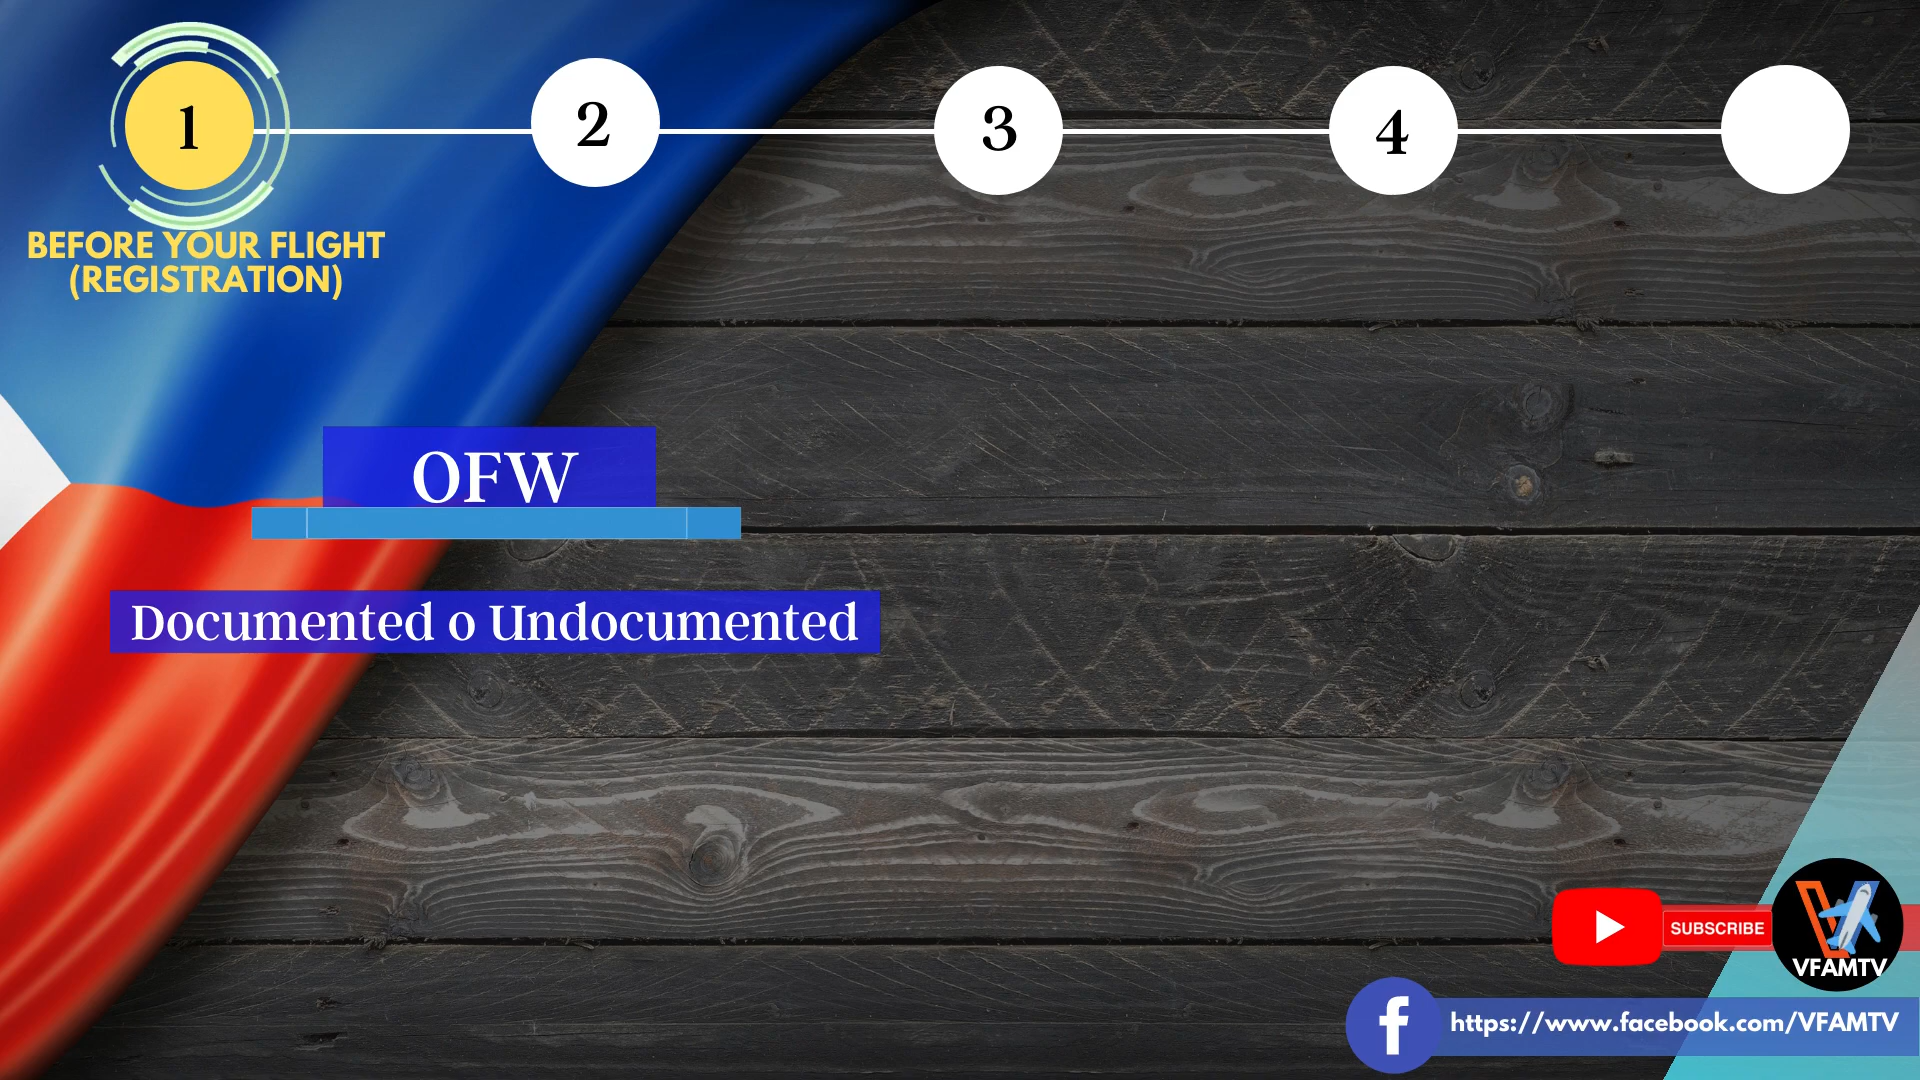 1
2
3
4
BEFORE YOUR FLIGHT
(REGISTRATION)
OFW
Documented o Undocumented
SUBSCRIBE
VFAMTV
https://www.facebook.com/VFAMTV